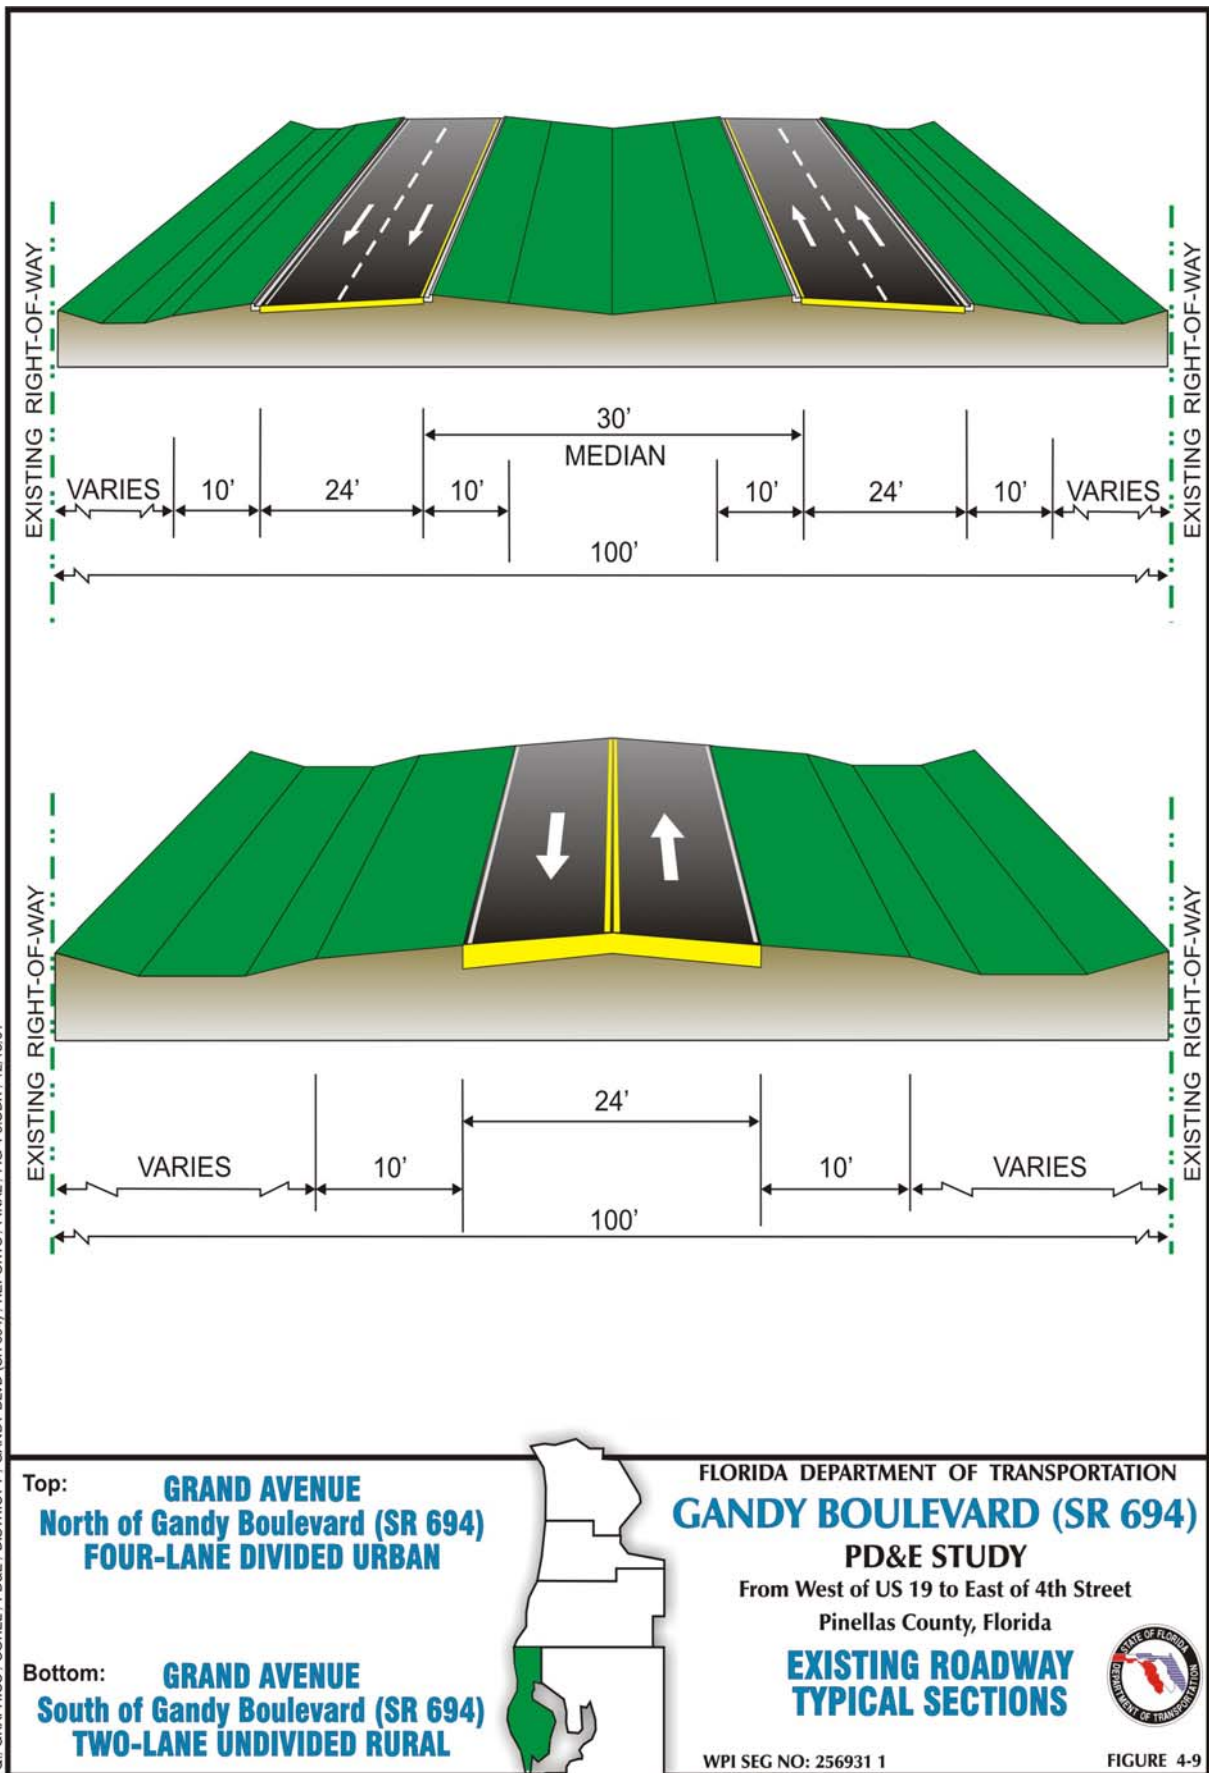 EXISTING RIGHT-OF-WAY
EXISTING RIGHT-OF-WAY
30'
MEDIAN
VARIES 10' 24' 10' 10' 24' 10' VARIES
100'
EXISTING RIGHT-OF-WAY
EXISTING RIGHT-OF-WAY
24'
VARIES 10' 10' VARIES
100'
Top:
GRAND AVENUE
North of Gandy Boulevard (SR 694)
FOUR-LANE DIVIDED URBAN
Bottom:
GRAND AVENUE
South of Gandy Boulevard (SR 694)
TWO-LANE UNDIVIDED RURAL
FLORIDA DEPARTMENT OF TRANSPORTATION
GANDY BOULEVARD (SR 694)
PD&E STUDY
From West of US 19 to East of 4th Street
Pinellas County, Florida
EXISTING ROADWAY
TYPICAL SECTIONS
STATE OF FLORIDA
DEPARTMENT OF TRANSPORTATION
WPI SEG NO: 256931 1
FIGURE 4-9